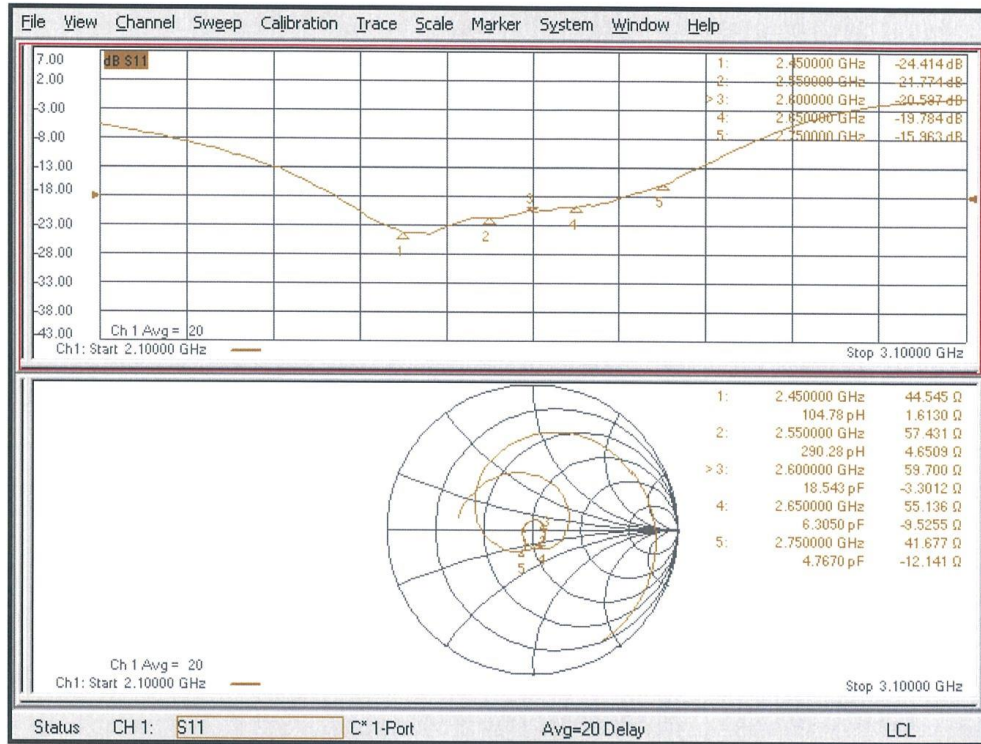 File View Channel Sweep Calibration Trace Scale Marker System Window Help
7.00
dB S11
2.00
-3.00
-8.00
-13.00
-18.00
-23.00
-28.00
-33.00
-38.00
-43.00
1: 2.450000 GHz -24.414 dB
2: 2.550000 GHz -21.774 dB
> 3: 2.600000 GHz -20.597 dB
4: 2.650000 GHz -19.784 dB
5: 2.750000 GHz -15.963 dB
1
2
3
4
5
Ch 1 Avg = 20
Ch1: Start 2.10000 GHz
Stop 3.10000 GHz
1: 2.450000 GHz 44.545 Ω
104.78 pH 1.6130 Ω
2: 2.550000 GHz 57.431 Ω
290.28 pH 4.6509 Ω
> 3: 2.600000 GHz 59.700 Ω
18.543 pF -3.3012 Ω
4: 2.650000 GHz 55.136 Ω
6.3050 pF -9.5255 Ω
5: 2.750000 GHz 41.677 Ω
4.7670 pF -12.141 Ω
5
Ch 1 Avg = 20
Ch1: Start 2.10000 GHz
Stop 3.10000 GHz
Status CH 1: S11 C* 1-Port Avg=20 Delay LCL